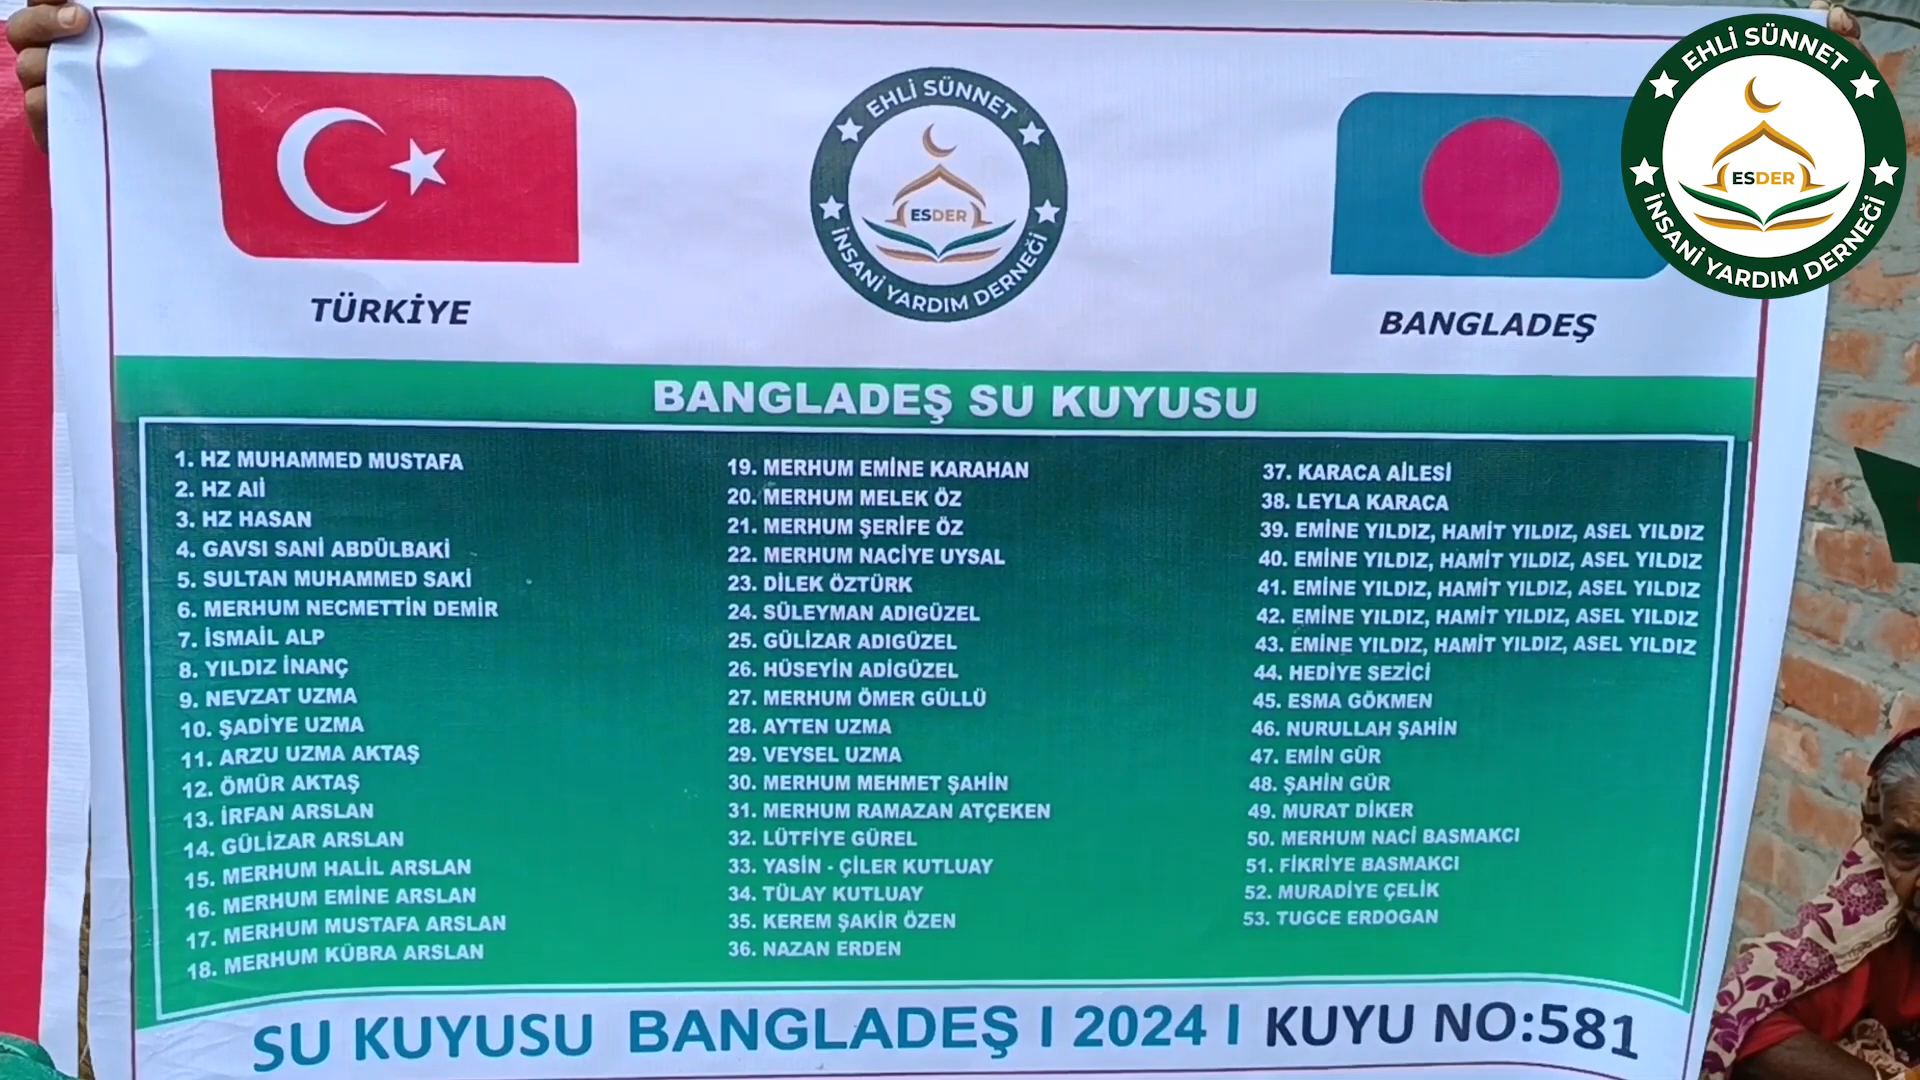 EHLİ SÜNNET
ESDER
İNSANİ YARDIM DERNEĞİ
EHLİ SÜNNET
ESDER
İNSANİ YARDIM DERNEĞİ
TÜRKİYE
BANGLADEŞ
BANGLADEŞ SU KUYUSU
1. HZ MUHAMMED MUSTAFA
2. HZ Alİ
3. HZ HASAN
4. GAVSI SANİ ABDÜLBAKİ
5. SULTAN MUHAMMED SAKİ
6. MERHUM NECMETTİN DEMİR
7. İSMAİL ALP
8. YILDIZ İNANÇ
9. NEVZAT UZMA
10. ŞADİYE UZMA
11. ARZU UZMA AKTAŞ
12. ÖMÜR AKTAŞ
13. İRFAN ARSLAN
14. GÜLİZAR ARSLAN
15. MERHUM HALİL ARSLAN
16. MERHUM EMİNE ARSLAN
17. MERHUM MUSTAFA ARSLAN
18. MERHUM KÜBRA ARSLAN
19. MERHUM EMİNE KARAHAN
20. MERHUM MELEK ÖZ
21. MERHUM ŞERİFE ÖZ
22. MERHUM NACİYE UYSAL
23. DİLEK ÖZTÜRK
24. SÜLEYMAN ADIGÜZEL
25. GÜLİZAR ADIGÜZEL
26. HÜSEYİN ADİGÜZEL
27. MERHUM ÖMER GÜLLÜ
28. AYTEN UZMA
29. VEYSEL UZMA
30. MERHUM MEHMET ŞAHİN
31. MERHUM RAMAZAN ATÇEKEN
32. LÜTFİYE GÜREL
33. YASİN - ÇİLER KUTLUAY
34. TÜLAY KUTLUAY
35. KEREM ŞAKİR ÖZEN
36. NAZAN ERDEN
37. KARACA AİLESİ
38. LEYLA KARACA
39. EMİNE YILDIZ, HAMİT YILDIZ, ASEL YILDIZ
40. EMİNE YILDIZ, HAMİT YILDIZ, ASEL YILDIZ
41. EMİNE YILDIZ, HAMİT YILDIZ, ASEL YILDIZ
42. EMİNE YILDIZ, HAMİT YILDIZ, ASEL YILDIZ
43. EMİNE YILDIZ, HAMİT YILDIZ, ASEL YILDIZ
44. HEDİYE SEZİCİ
45. ESMA GÖKMEN
46. NURULLAH ŞAHİN
47. EMİN GÜR
48. ŞAHİN GÜR
49. MURAT DİKER
50. MERHUM NACİ BASMAKCI
51. FİKRİYE BASMAKCI
52. MURADİYE ÇELİK
53. TUGCE ERDOGAN
SU KUYUSU BANGLADEŞ I 2024 I KUYU NO:581